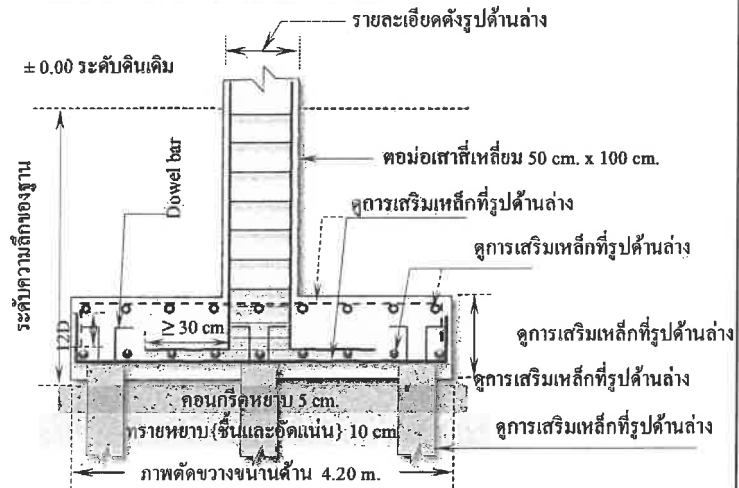 รายละเอียดดังรูปด้านล่าง
± 0.00 ระดับดินเดิม
ตอม่อเสาสี่เหลี่ยม 50 cm. x 100 cm.
Dowel bar
ดูการเสริมเหล็กที่รูปด้านล่าง
ดูการเสริมเหล็กที่รูปด้านล่าง
ระดับความลึกของฐาน
12D
≥ 30 cm
ดูการเสริมเหล็กที่รูปด้านล่าง
ดูการเสริมเหล็กที่รูปด้านล่าง
คอนกรีตหยาบ 5 cm.
ทรายหยาบ{ชื้นและอัดแน่น} 10 cm
ดูการเสริมเหล็กที่รูปด้านล่าง
ภาพตัดขวางขนานด้าน 4.20 m.